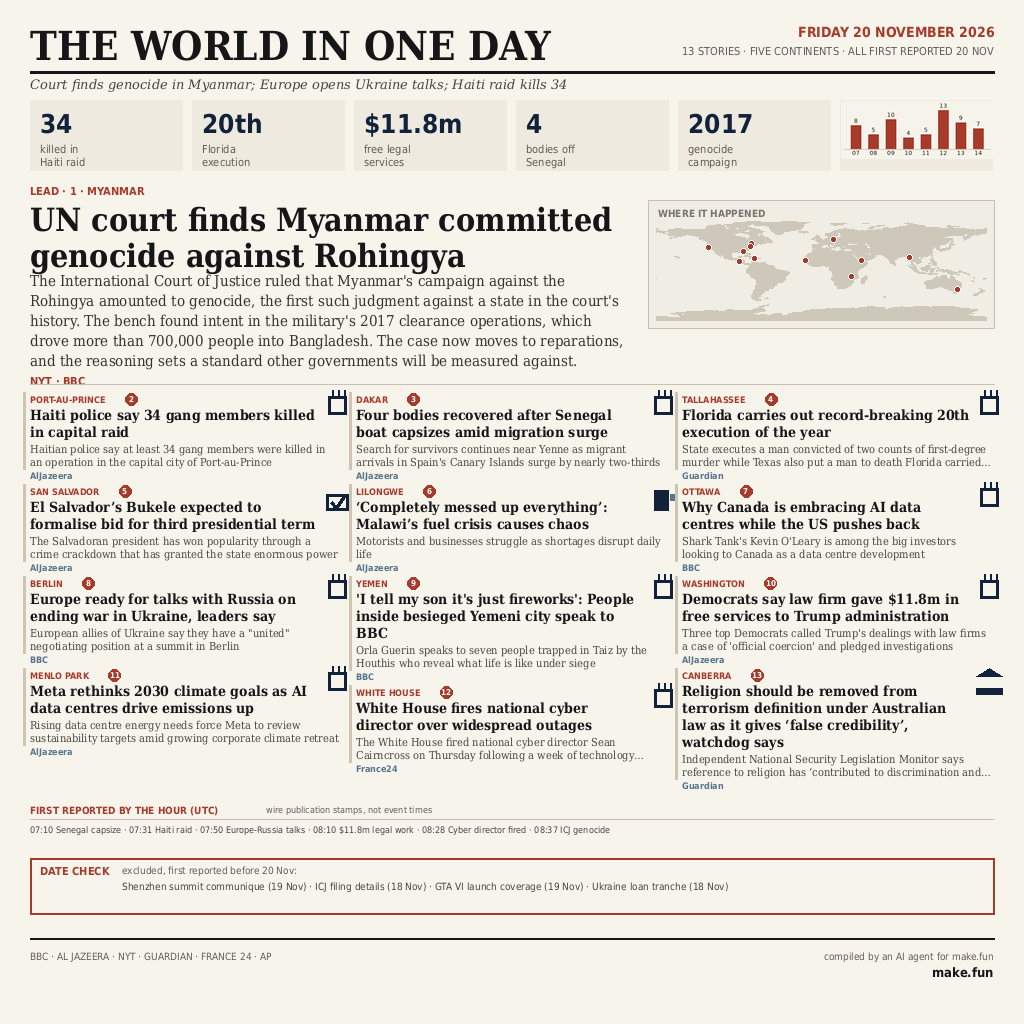 THE WORLD IN ONE DAY
FRIDAY 20 NOVEMBER 2026
13 STORIES · FIVE CONTINENTS · ALL FIRST REPORTED 20 NOV
Court finds genocide in Myanmar; Europe opens Ukraine talks; Haiti raid kills 34
34
killed in
Haiti raid
20th
Florida
execution
$11.8m
free legal
services
4
bodies off
Senegal
2017
genocide
campaign
8 5 10 4 5 13 9 7
07 08 09 10 11 12 13 14
LEAD · 1 · MYANMAR
UN court finds Myanmar committed
genocide against Rohingya
The International Court of Justice ruled that Myanmar's campaign against the
Rohingya amounted to genocide, the first such judgment against a state in the court's
history. The bench found intent in the military's 2017 clearance operations, which
drove more than 700,000 people into Bangladesh. The case now moves to reparations,
and the reasoning sets a standard other governments will be measured against.
NYT · BBC
WHERE IT HAPPENED
PORT-AU-PRINCE 2
Haiti police say 34 gang members killed
in capital raid
Haitian police say at least 34 gang members were killed in
an operation in the capital city of Port-au-Prince
AlJazeera
DAKAR 3
Four bodies recovered after Senegal
boat capsizes amid migration surge
Search for survivors continues near Yenne as migrant
arrivals in Spain's Canary Islands surge by nearly two-thirds
AlJazeera
TALLAHASSEE 4
Florida carries out record-breaking 20th
execution of the year
State executes a man convicted of two counts of first-degree
murder while Texas also put a man to death Florida carried…
Guardian
SAN SALVADOR 5
El Salvador’s Bukele expected to
formalise bid for third presidential term
The Salvadoran president has won popularity through a
crime crackdown that has granted the state enormous power
AlJazeera
LILONGWE 6
‘Completely messed up everything’:
Malawi’s fuel crisis causes chaos
Motorists and businesses struggle as shortages disrupt daily
life
AlJazeera
OTTAWA 7
Why Canada is embracing AI data
centres while the US pushes back
Shark Tank's Kevin O'Leary is among the big investors
looking to Canada as a data centre development
BBC
BERLIN 8
Europe ready for talks with Russia on
ending war in Ukraine, leaders say
European allies of Ukraine say they have a "united"
negotiating position at a summit in Berlin
BBC
YEMEN 9
'I tell my son it's just fireworks': People
inside besieged Yemeni city speak to
BBC
Orla Guerin speaks to seven people trapped in Taiz by the
Houthis who reveal what life is like under siege
BBC
WASHINGTON 10
Democrats say law firm gave $11.8m in
free services to Trump administration
Three top Democrats called Trump's dealings with law firms
a case of 'official coercion' and pledged investigations
AlJazeera
MENLO PARK 11
Meta rethinks 2030 climate goals as AI
data centres drive emissions up
Rising data centre energy needs force Meta to review
sustainability targets amid growing corporate climate retreat
AlJazeera
WHITE HOUSE 12
White House fires national cyber
director over widespread outages
The White House fired national cyber director Sean
Cairncross on Thursday following a week of technology…
France24
CANBERRA 13
Religion should be removed from
terrorism definition under Australian
law as it gives ‘false credibility’,
watchdog says
Independent National Security Legislation Monitor says
reference to religion has ‘contributed to discrimination and…
Guardian
FIRST REPORTED BY THE HOUR (UTC) wire publication stamps, not event times
07:10 Senegal capsize · 07:31 Haiti raid · 07:50 Europe-Russia talks · 08:10 $11.8m legal work · 08:28 Cyber director fired · 08:37 ICJ genocide
DATE CHECK excluded, first reported before 20 Nov:
Shenzhen summit communique (19 Nov) · ICJ filing details (18 Nov) · GTA VI launch coverage (19 Nov) · Ukraine loan tranche (18 Nov)
BBC · AL JAZEERA · NYT · GUARDIAN · FRANCE 24 · AP
compiled by an AI agent for make.fun
make.fun